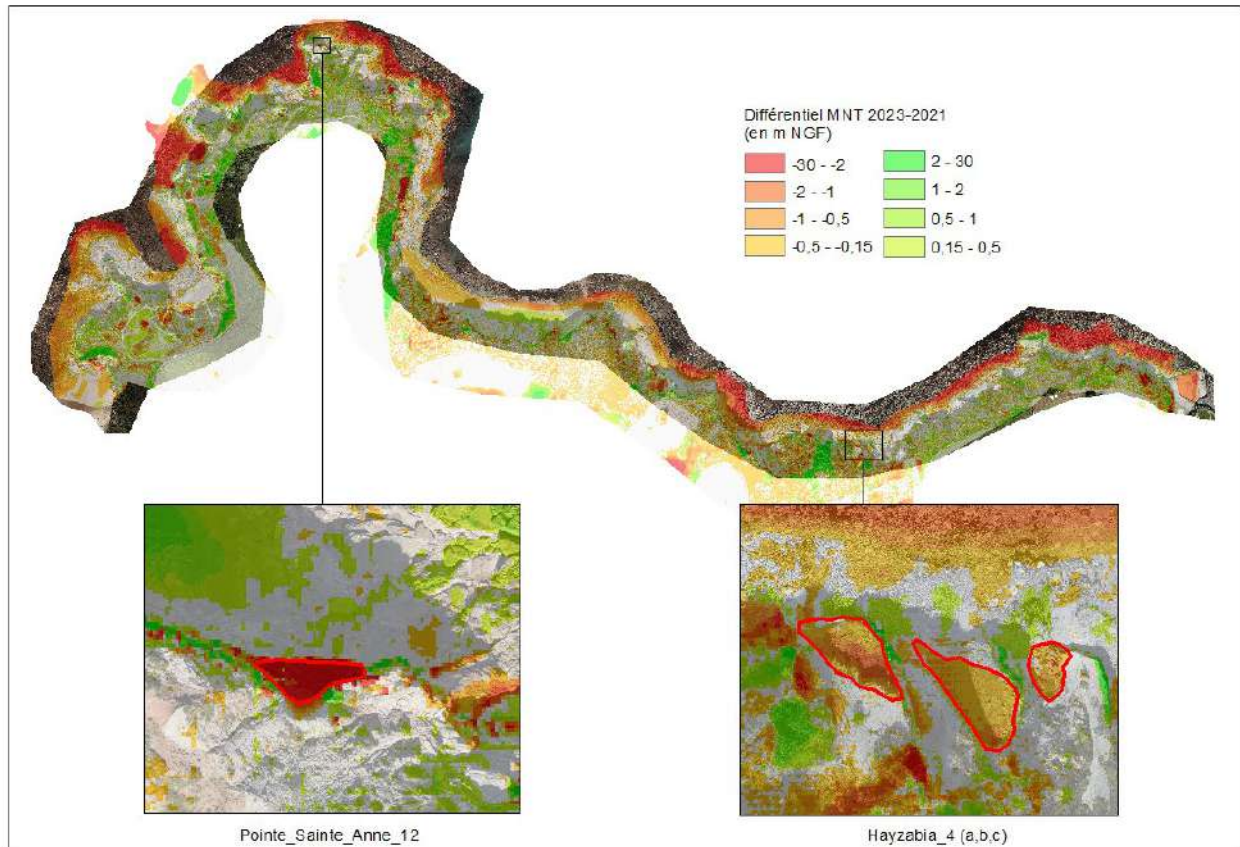 Différentiel MNT 2023-2021
(en m NGF)
-30 - -2
2 - 30
-2 - -1
1 - 2
-1 - -0,5
0,5 - 1
-0,5 - -0,15
0,15 - 0,5
Pointe_Sainte_Anne_12
Hayzabia_4 (a,b,c)